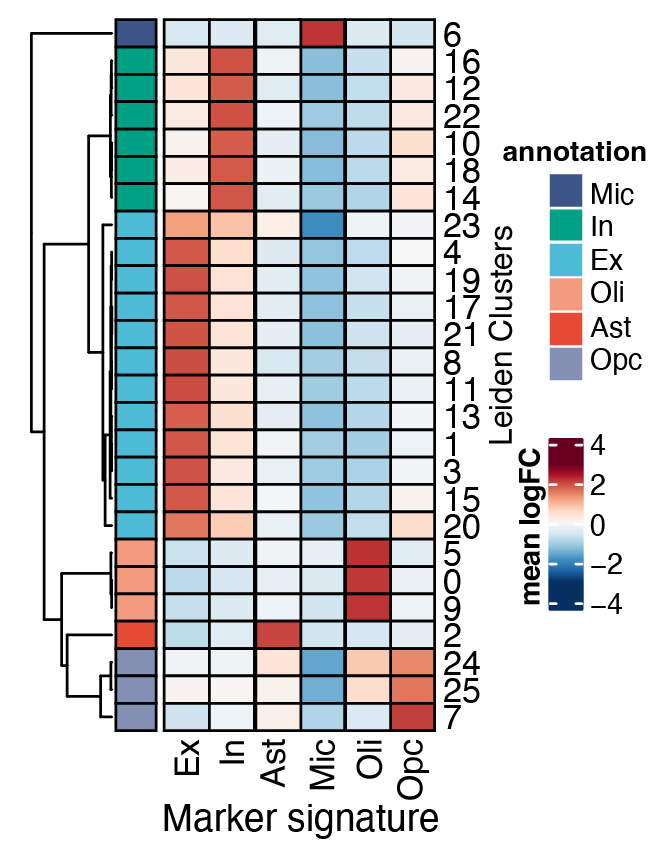 6
16
12
22
10
18
14
23
4
19
17
21
8
11
13
1
3
15
20
5
0
9
2
24
25
7
Leiden Clusters
Ex
In
Ast
Mic
Oli
Opc
Marker signature
annotation
Mic
In
Ex
Oli
Ast
Opc
mean logFC
4
2
0
−2
−4